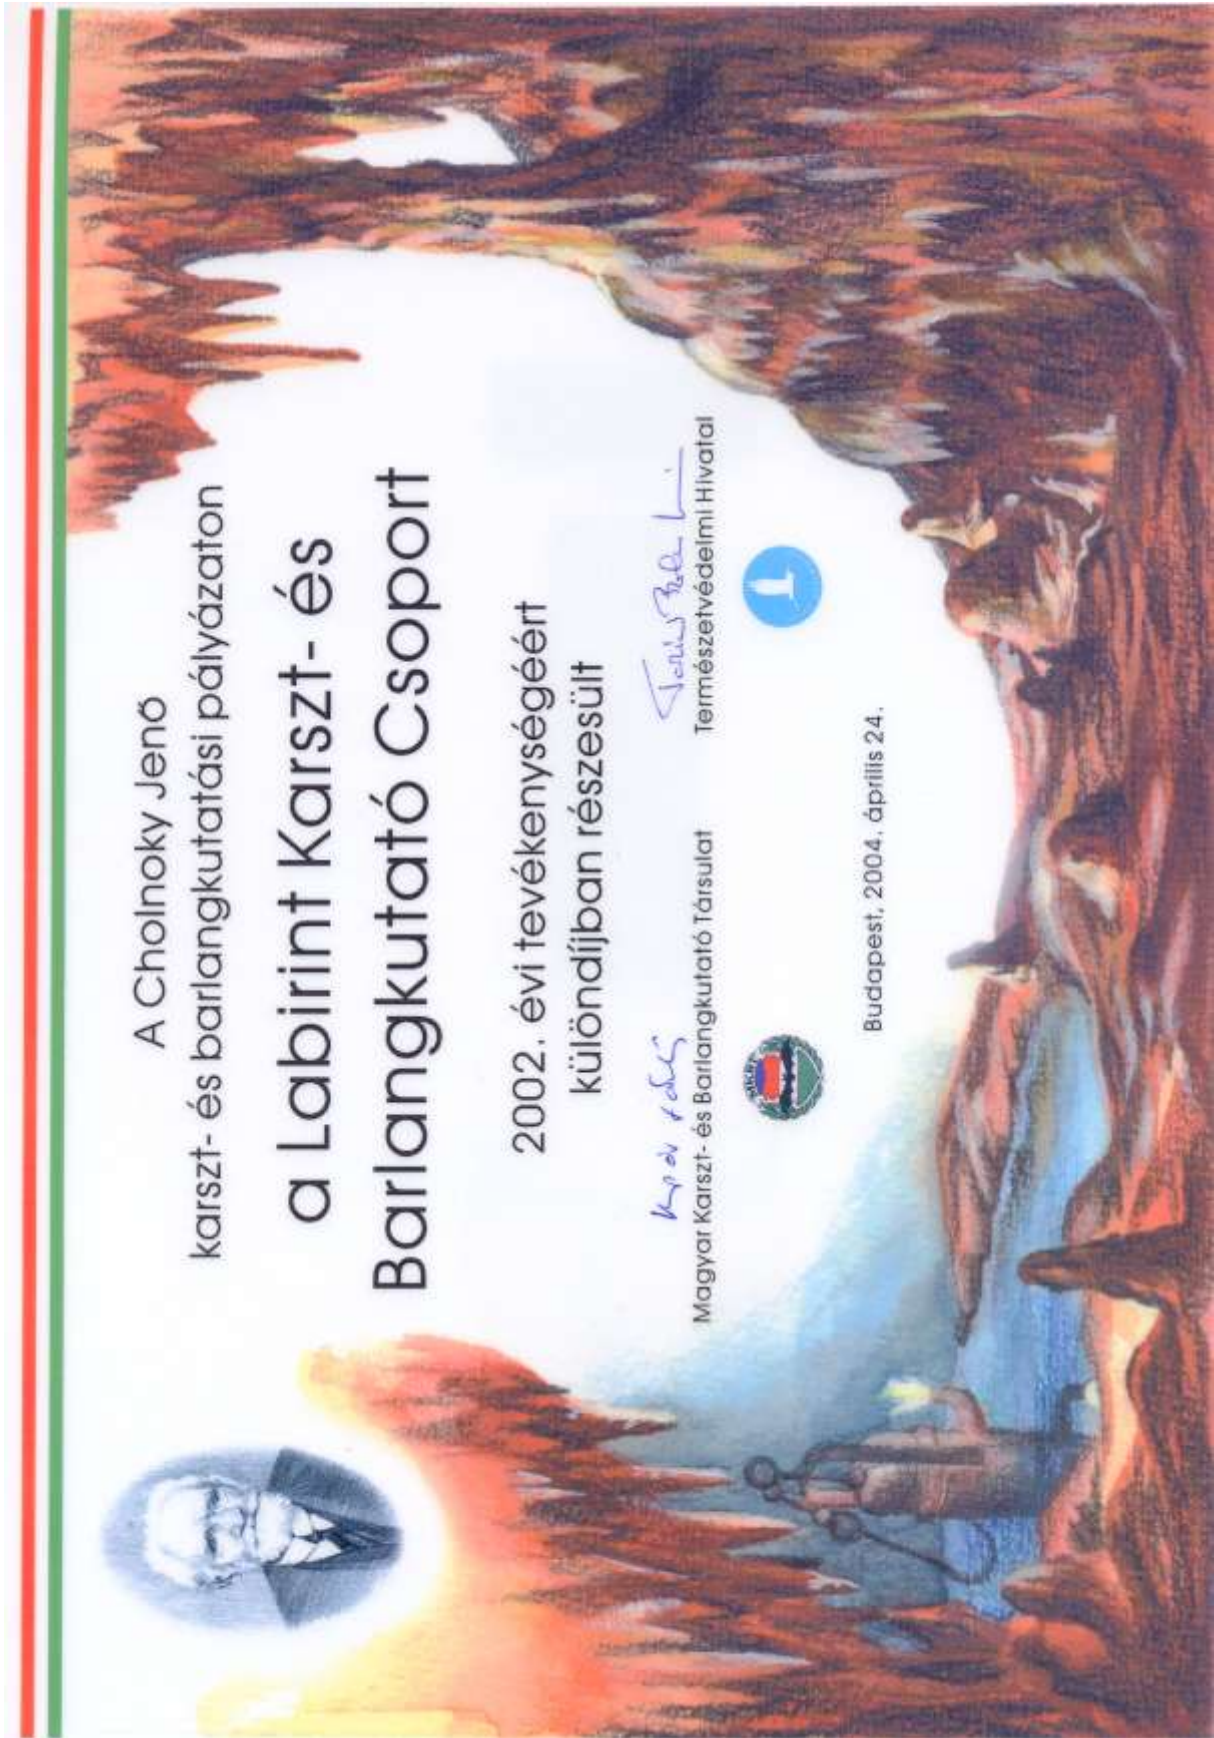 A Cholnoky Jenő
karszt- és barlangkutatási pályázaton
a Labirint Karszt- és
Barlangkutató Csoport
2002. évi tevékenységéért
különdíjban részesült
Magyar Karszt- és Barlangkutató Társulat
Természetvédelmi Hivatal
MKBT
Budapest, 2004. április 24.